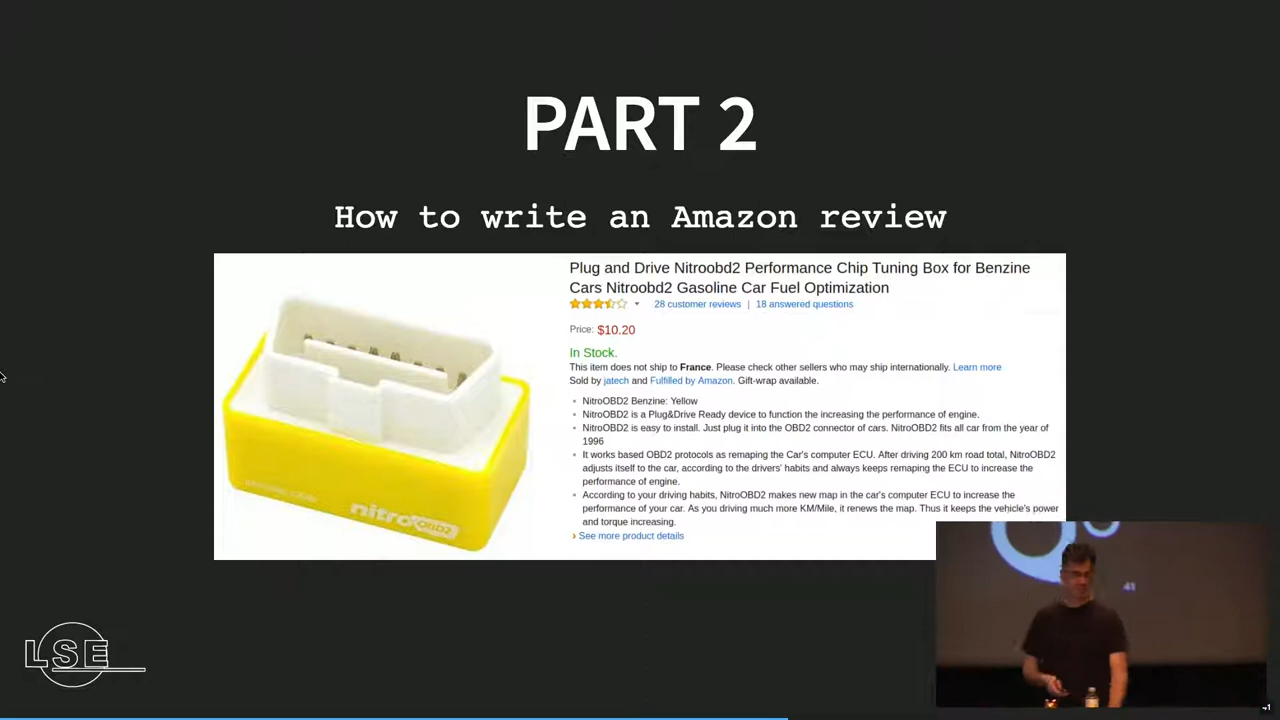 PART 2
How to write an Amazon review
Plug and Drive Nitroobd2 Performance Chip Tuning Box for Benzine
Cars Nitroobd2 Gasoline Car Fuel Optimization
28 customer reviews | 18 answered questions
Price: $10.20
In Stock.
This item does not ship to France. Please check other sellers who may ship internationally. Learn more
Sold by jatech and Fulfilled by Amazon. Gift-wrap available.
NitroOBD2 Benzine: Yellow
NitroOBD2 is a Plug&Drive Ready device to function the increasing the performance of engine.
NitroOBD2 is easy to install. Just plug it into the OBD2 connector of cars. NitroOBD2 fits all car from the year of
1996
It works based OBD2 protocols as remaping the Car's computer ECU. After driving 200 km road total, NitroOBD2
adjusts itself to the car, according to the drivers' habits and always keeps remaping the ECU to increase the
performance of engine.
According to your driving habits, NitroOBD2 makes new map in the car's computer ECU to increase the
performance of your car. As you driving much more KM/Mile, it renews the map. Thus it keeps the vehicle's power
and torque increasing.
› See more product details
nitro OBD2
41
LSE
41